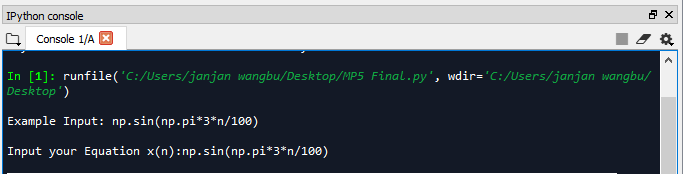 IPython console
Console 1/A
In [1]: runfile('C:/Users/janjan wangbu/Desktop/MP5 Final.py', wdir='C:/Users/janjan wangbu/
Desktop')
Example Input: np.sin(np.pi*3*n/100)
Input your Equation x(n):np.sin(np.pi*3*n/100)